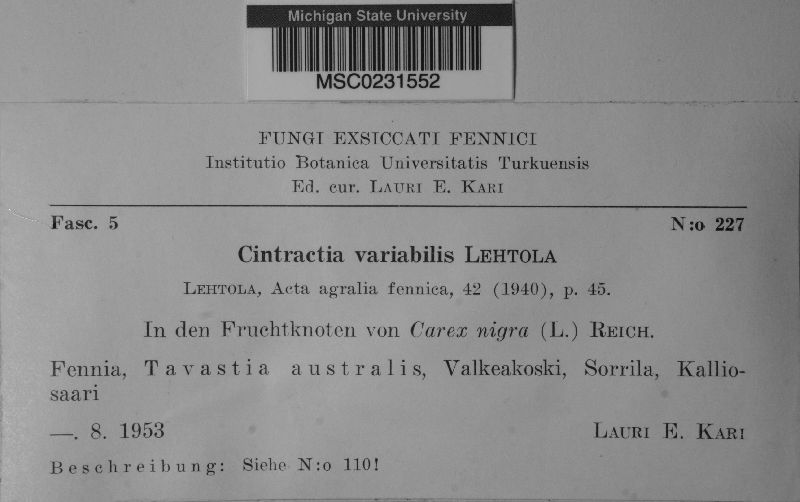 Michigan State University
MSC0231552
FUNGI EXSICCATI FENNICI
Institutio Botanica Universitatis Turkuensis
Ed. cur. LAURI E. KARI
Fasc. 5 N:o 227
Cintractia variabilis LEHTOLA
LEHTOLA, Acta agralia fennica, 42 (1940), p. 45.
In den Fruchtknoten von Carex nigra (L.) REICH.
Fennia, Tavastia australis, Valkeakoski, Sorrila, Kallio-
saari
—. 8. 1953 LAURI E. KARI
Beschreibung: Siehe N:o 110!